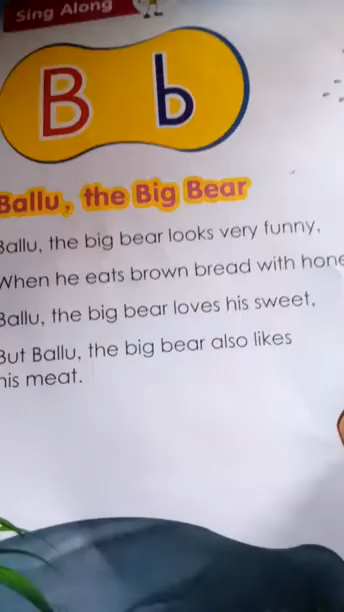 Sing Along
B b
Ballu, the Big Bear
Ballu, the big bear looks very funny,
When he eats brown bread with hone
Ballu, the big bear loves his sweet,
But Ballu, the big bear also likes
his meat.